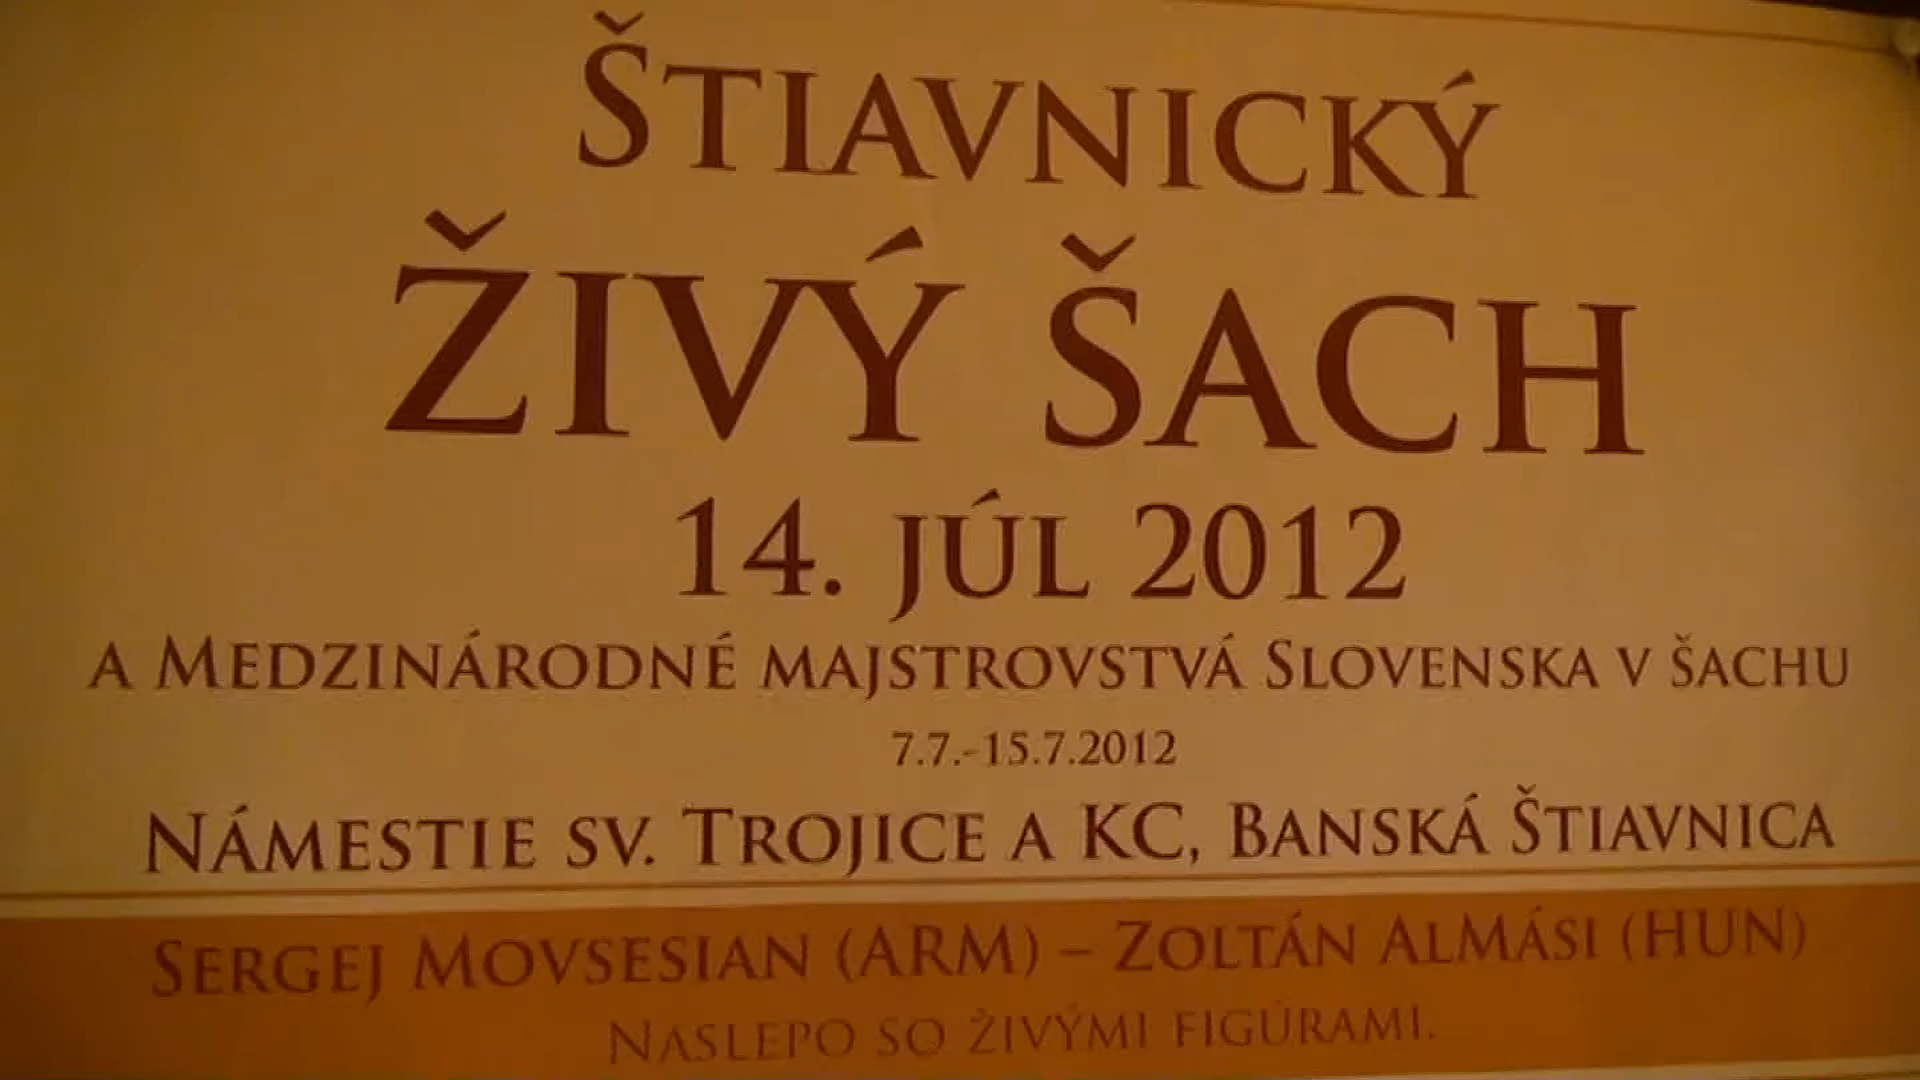 Štiavnický
Živý Šach
14. júl 2012
a Medzinárodné majstrovstvá Slovenska v šachu
7.7.-15.7.2012
Námestie sv. Trojice a KC, Banská Štiavnica
Sergej Movsesian (ARM) – Zoltán AlMási (HUN)
Naslepo so živými figúrami.